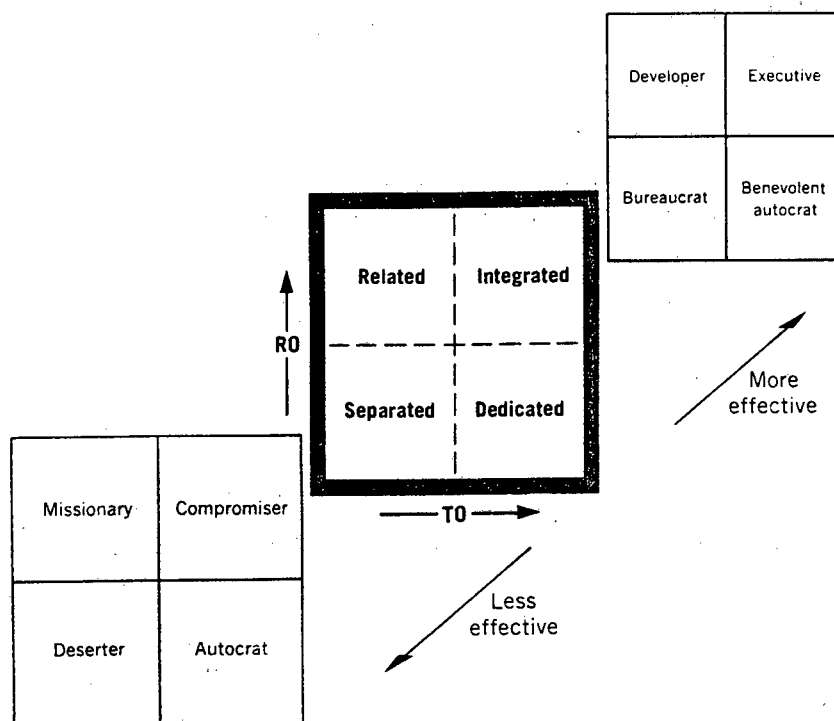 Developer
Executive
Bureaucrat
Benevolent
autocrat
Related
Integrated
RO
Separated
Dedicated
More
effective
Missionary
Compromiser
TO
Less
effective
Deserter
Autocrat